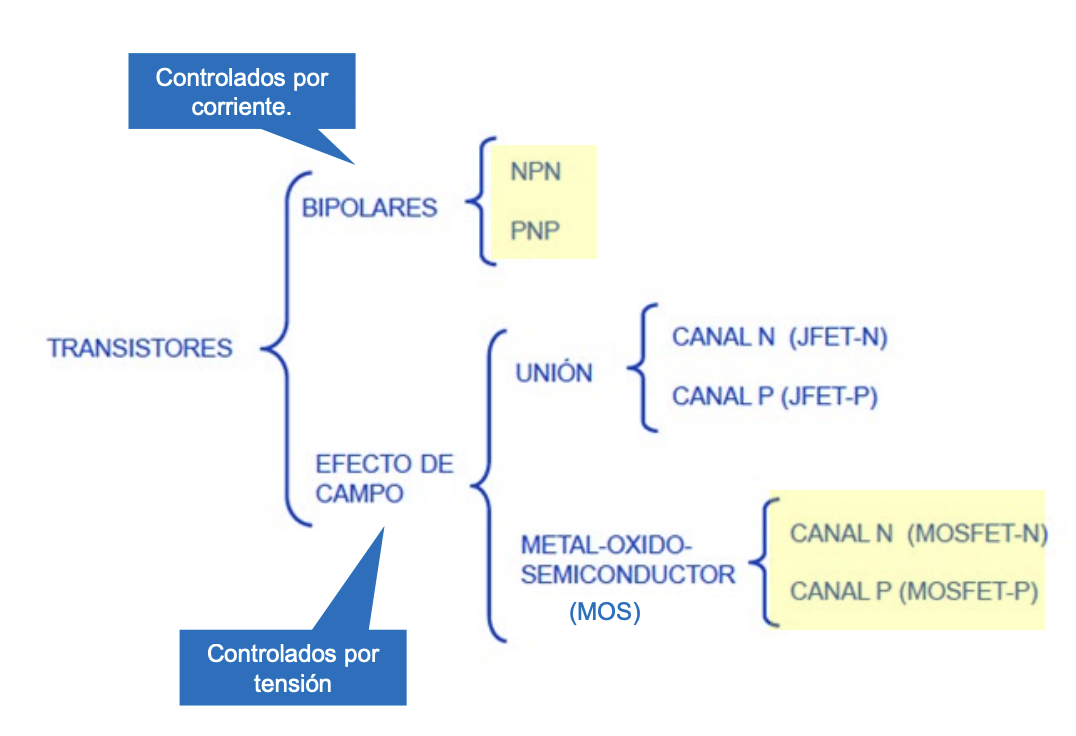 Controlados por
corriente.
NPN
BIPOLARES
PNP
TRANSISTORES
CANAL N (JFET-N)
UNIÓN
CANAL P (JFET-P)
EFECTO DE
CAMPO
CANAL N (MOSFET-N)
METAL-OXIDO-
SEMICONDUCTOR
CANAL P (MOSFET-P)
(MOS)
Controlados por
tensión